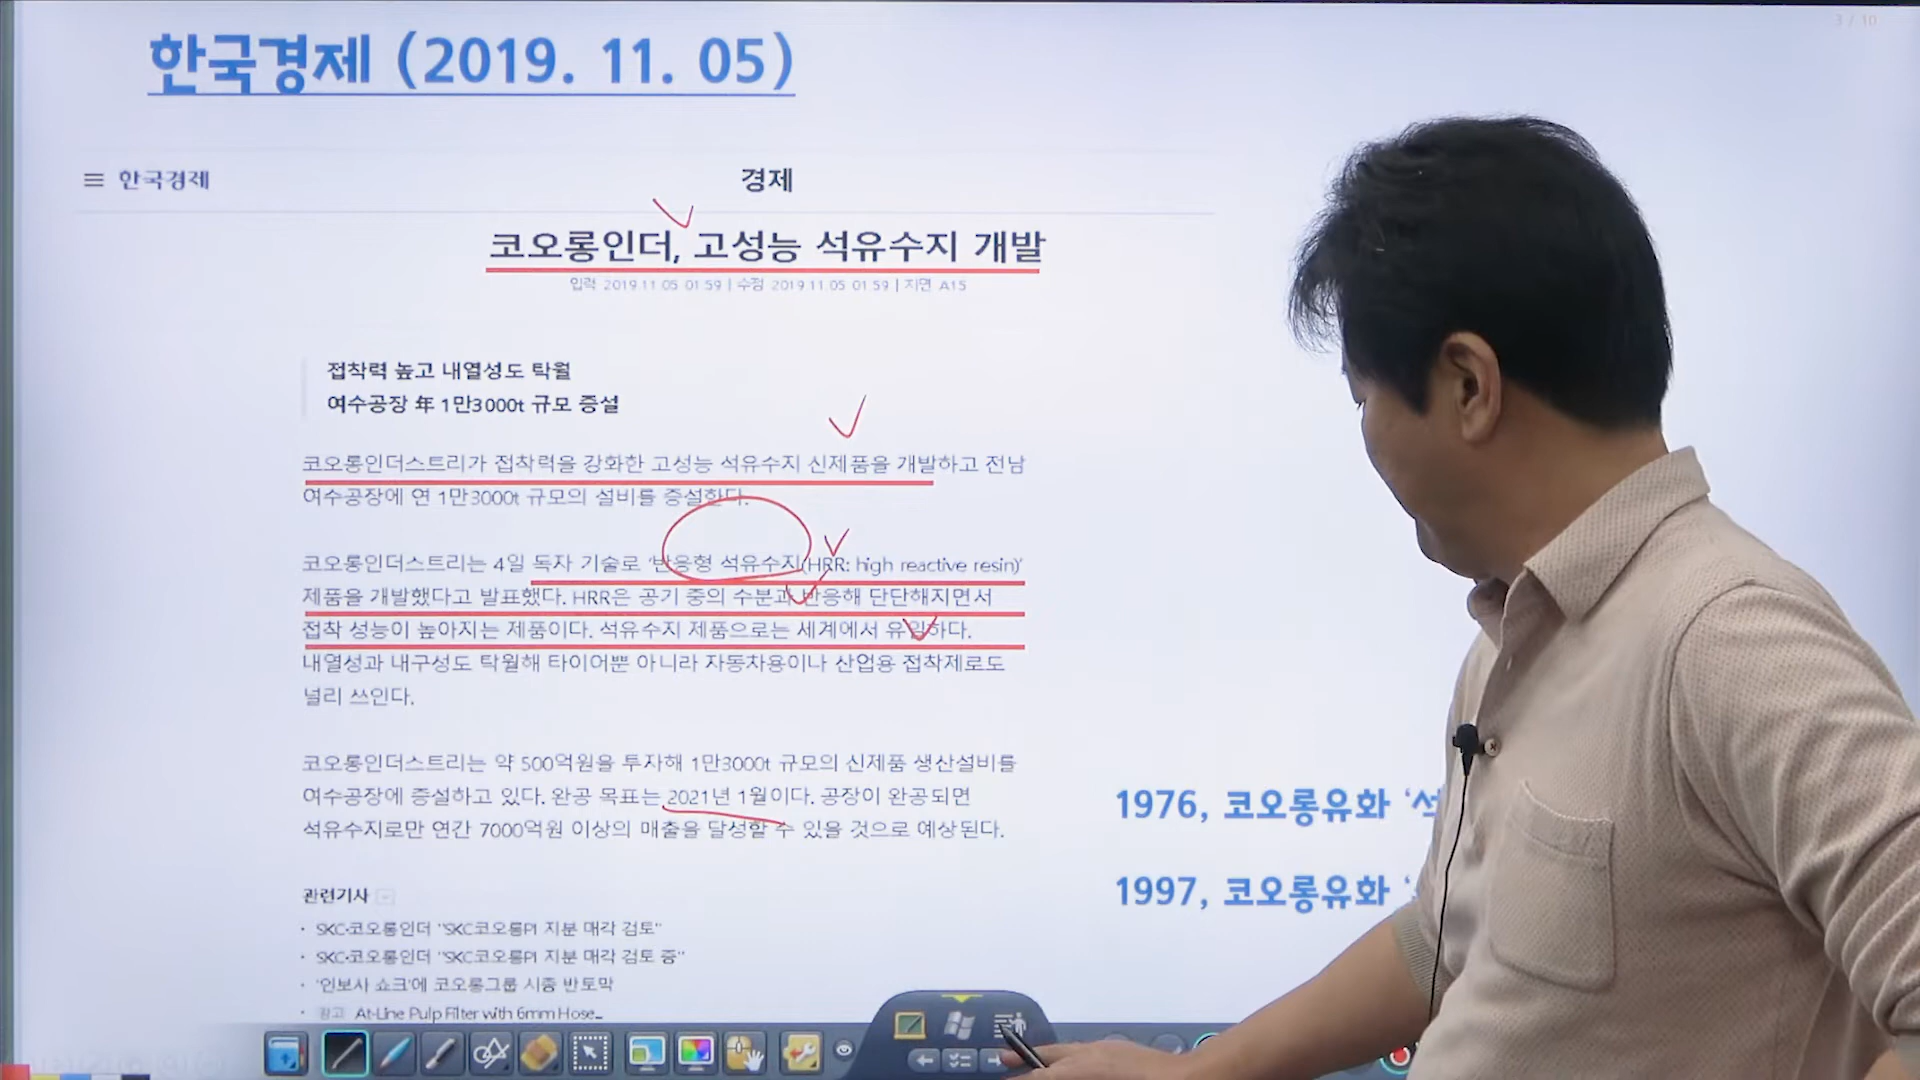 3 / 10
한국경제 (2019. 11. 05)
한국경제
경제
코오롱인더, 고성능 석유수지 개발
입력 2019.11.05 01:59 | 수정 2019.11.05 01:59 | 지면 A15
접착력 높고 내열성도 탁월
여수공장 年 1만3000t 규모 증설
코오롱인더스트리가 접착력을 강화한 고성능 석유수지 신제품을 개발하고 전남
여수공장에 연 1만3000t 규모의 설비를 증설한다.
코오롱인더스트리는 4일 독자 기술로 '반응형 석유수지(HRR: high reactive resin)'
제품을 개발했다고 발표했다. HRR은 공기 중의 수분과 반응해 단단해지면서
접착 성능이 높아지는 제품이다. 석유수지 제품으로는 세계에서 유일하다.
내열성과 내구성도 탁월해 타이어뿐 아니라 자동차용이나 산업용 접착제로도
널리 쓰인다.
코오롱인더스트리는 약 500억원을 투자해 1만3000t 규모의 신제품 생산설비를
여수공장에 증설하고 있다. 완공 목표는 2021년 1월이다. 공장이 완공되면
석유수지로만 연간 7000억원 이상의 매출을 달성할 수 있을 것으로 예상된다.
1976, 코오롱유화 '석
1997, 코오롱유화 '
관련기사
· SKC·코오롱인더 "SKC코오롱PI 지분 매각 검토"
· SKC·코오롱인더 "SKC코오롱PI 지분 매각 검토 중"
· '인보사 쇼크'에 코오롱그룹 시총 반토막
· 광고 At-Line Pulp Filter with 6mm Hose...